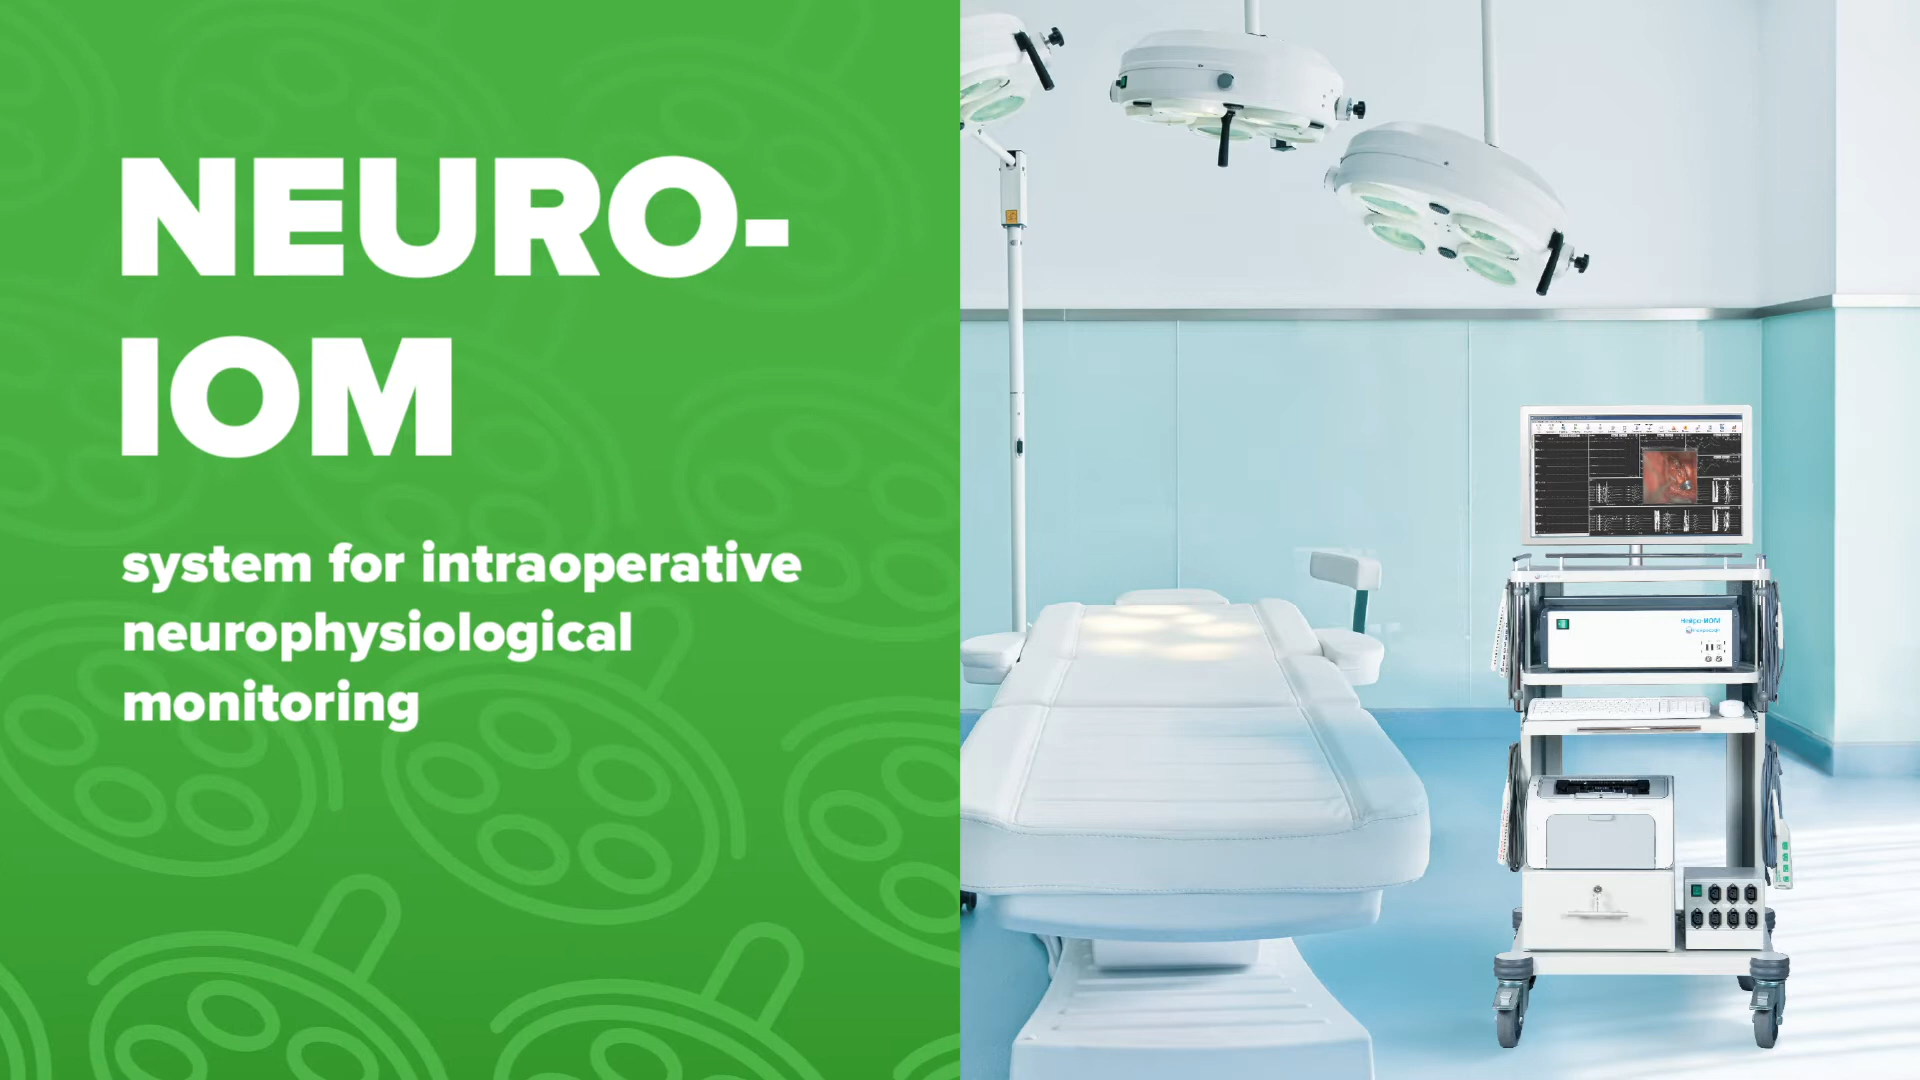 NEURO-
IOM
system for intraoperative
neurophysiological
monitoring